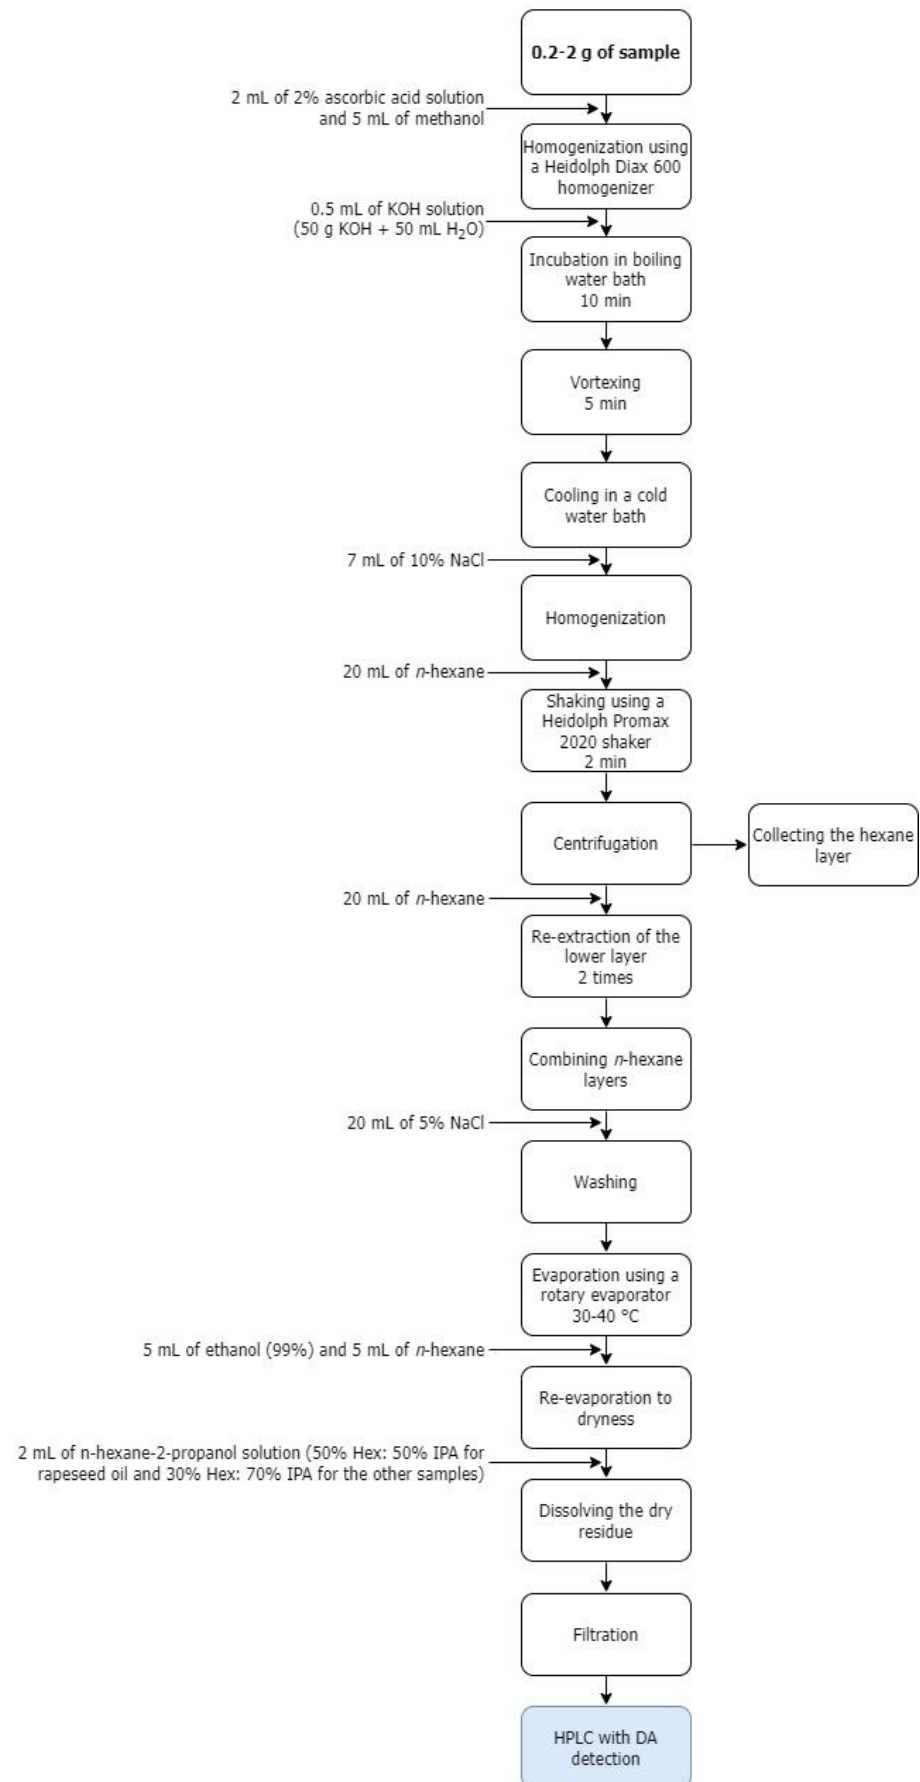 0.2-2 g of sample
2 mL of 2% ascorbic acid solution
and 5 mL of methanol
Homogenization using
a Heidolph Diax 600
homogenizer
0.5 mL of KOH solution
(50 g KOH + 50 mL H₂O)
Incubation in boiling
water bath
10 min
Vortexing
5 min
Cooling in a cold
water bath
7 mL of 10% NaCl
Homogenization
20 mL of n-hexane
Shaking using a
Heidolph Promax
2020 shaker
2 min
Centrifugation
Collecting the hexane
layer
20 mL of n-hexane
Re-extraction of the
lower layer
2 times
Combining n-hexane
layers
20 mL of 5% NaCl
Washing
Evaporation using a
rotary evaporator
30-40 °C
5 mL of ethanol (99%) and 5 mL of n-hexane
Re-evaporation to
dryness
2 mL of n-hexane-2-propanol solution (50% Hex: 50% IPA for
rapeseed oil and 30% Hex: 70% IPA for the other samples)
Dissolving the dry
residue
Filtration
HPLC with DA
detection